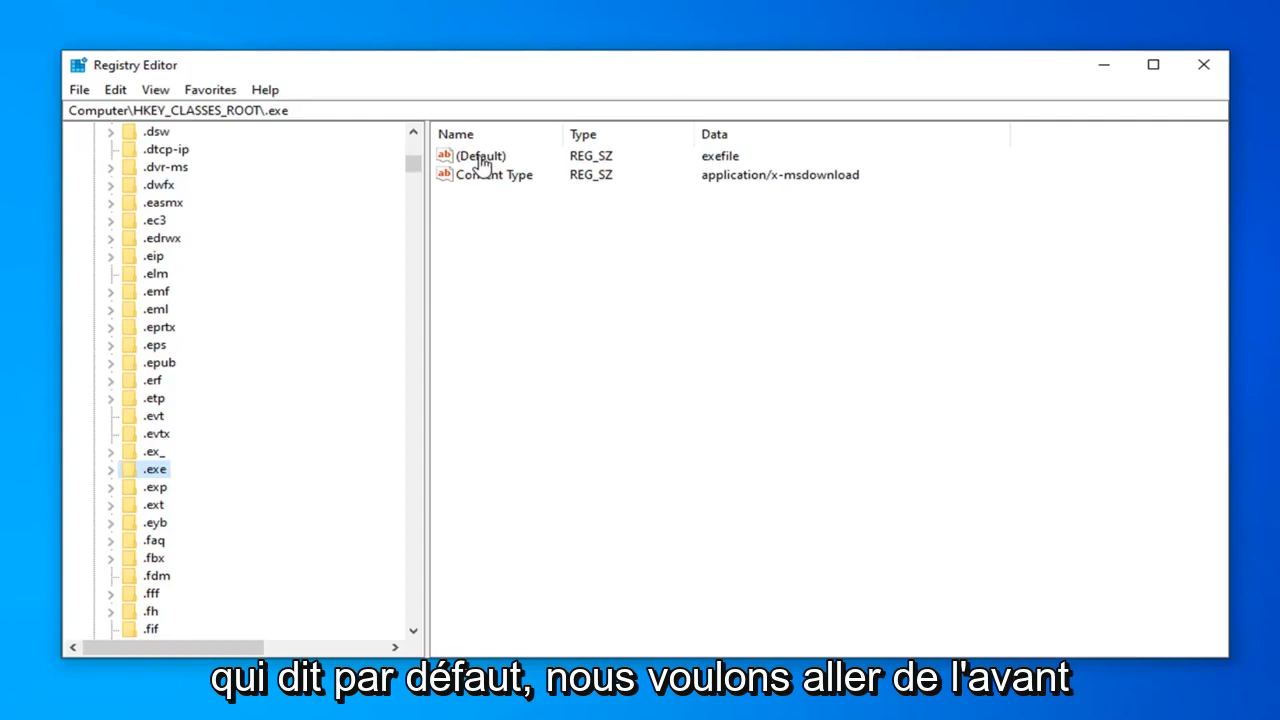 Registry Editor
File Edit View Favorites Help
Computer\HKEY_CLASSES_ROOT\.exe
.dsw
.dtcp-ip
.dvr-ms
.dwfx
.easmx
.ec3
.edrwx
.eip
.elm
.emf
.eml
.eprtx
.eps
.epub
.erf
.etp
.evt
.evtx
.ex_
.exe
.exp
.ext
.eyb
.faq
.fbx
.fdm
.fff
.fh
.fif
Name Type Data
(Default) REG_SZ exefile
Content Type REG_SZ application/x-msdownload
qui dit par défaut, nous voulons aller de l'avant